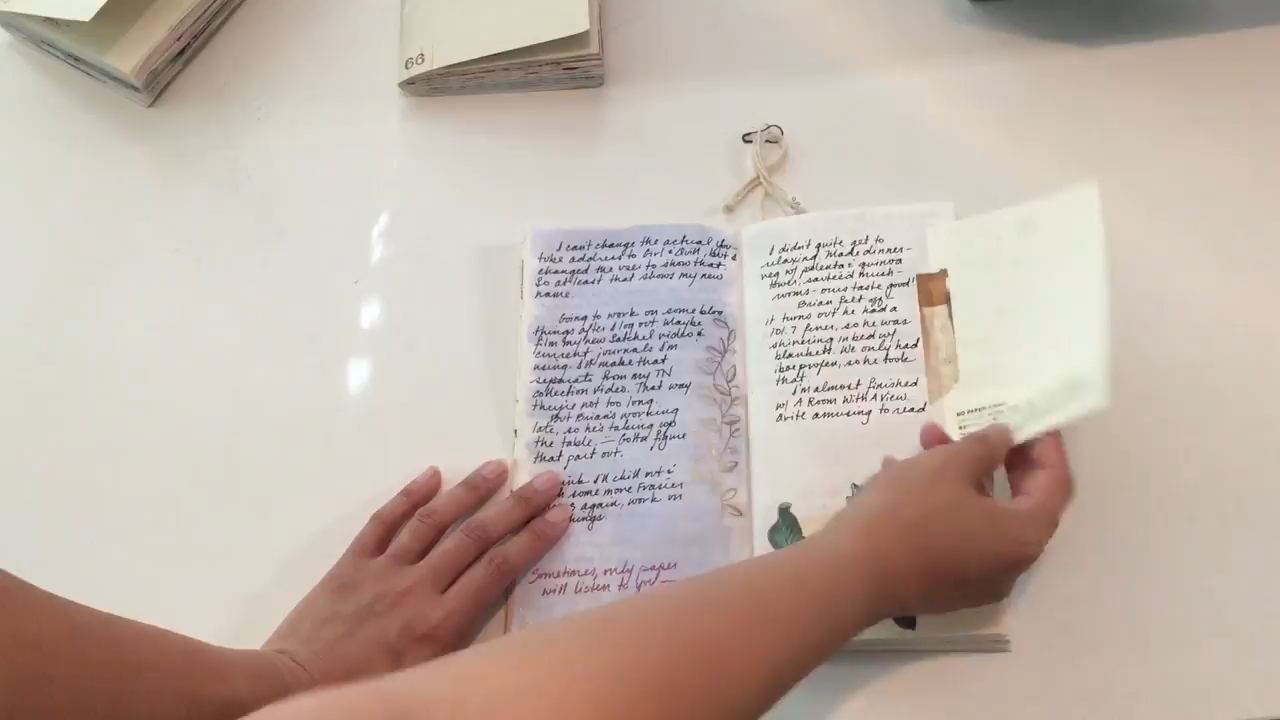 66
I can't change the actual You-
tube address to Girl & Quill, but I
changed the user to show that.
So at least that shows my new
name.
Going to work on some blog
things after I log out. Maybe
film my new Satchel video &
current journals I'm
using. I'll make that
separate from my TN
collection video. That way
they're not too long.
But Brian's working
late, so he's taking up
the table. — Gotta figure
that part out.
I'll chill out &
some more Frasier
again, work on
things.
Sometimes, only paper
will listen to you —
I didn't quite get to
relaxing. Made dinner-
veg w/ polenta & quinoa
tower, sautéed mush-
rooms - ours taste good!
Brian felt off -
it turns out he had a
101.7 fever, so he was
shivering in bed w/
blankets. We only had
ibuprofen, so he took
that.
I'm almost finished
w/ A Room With A View
Quite amusing to read
NO PAPER